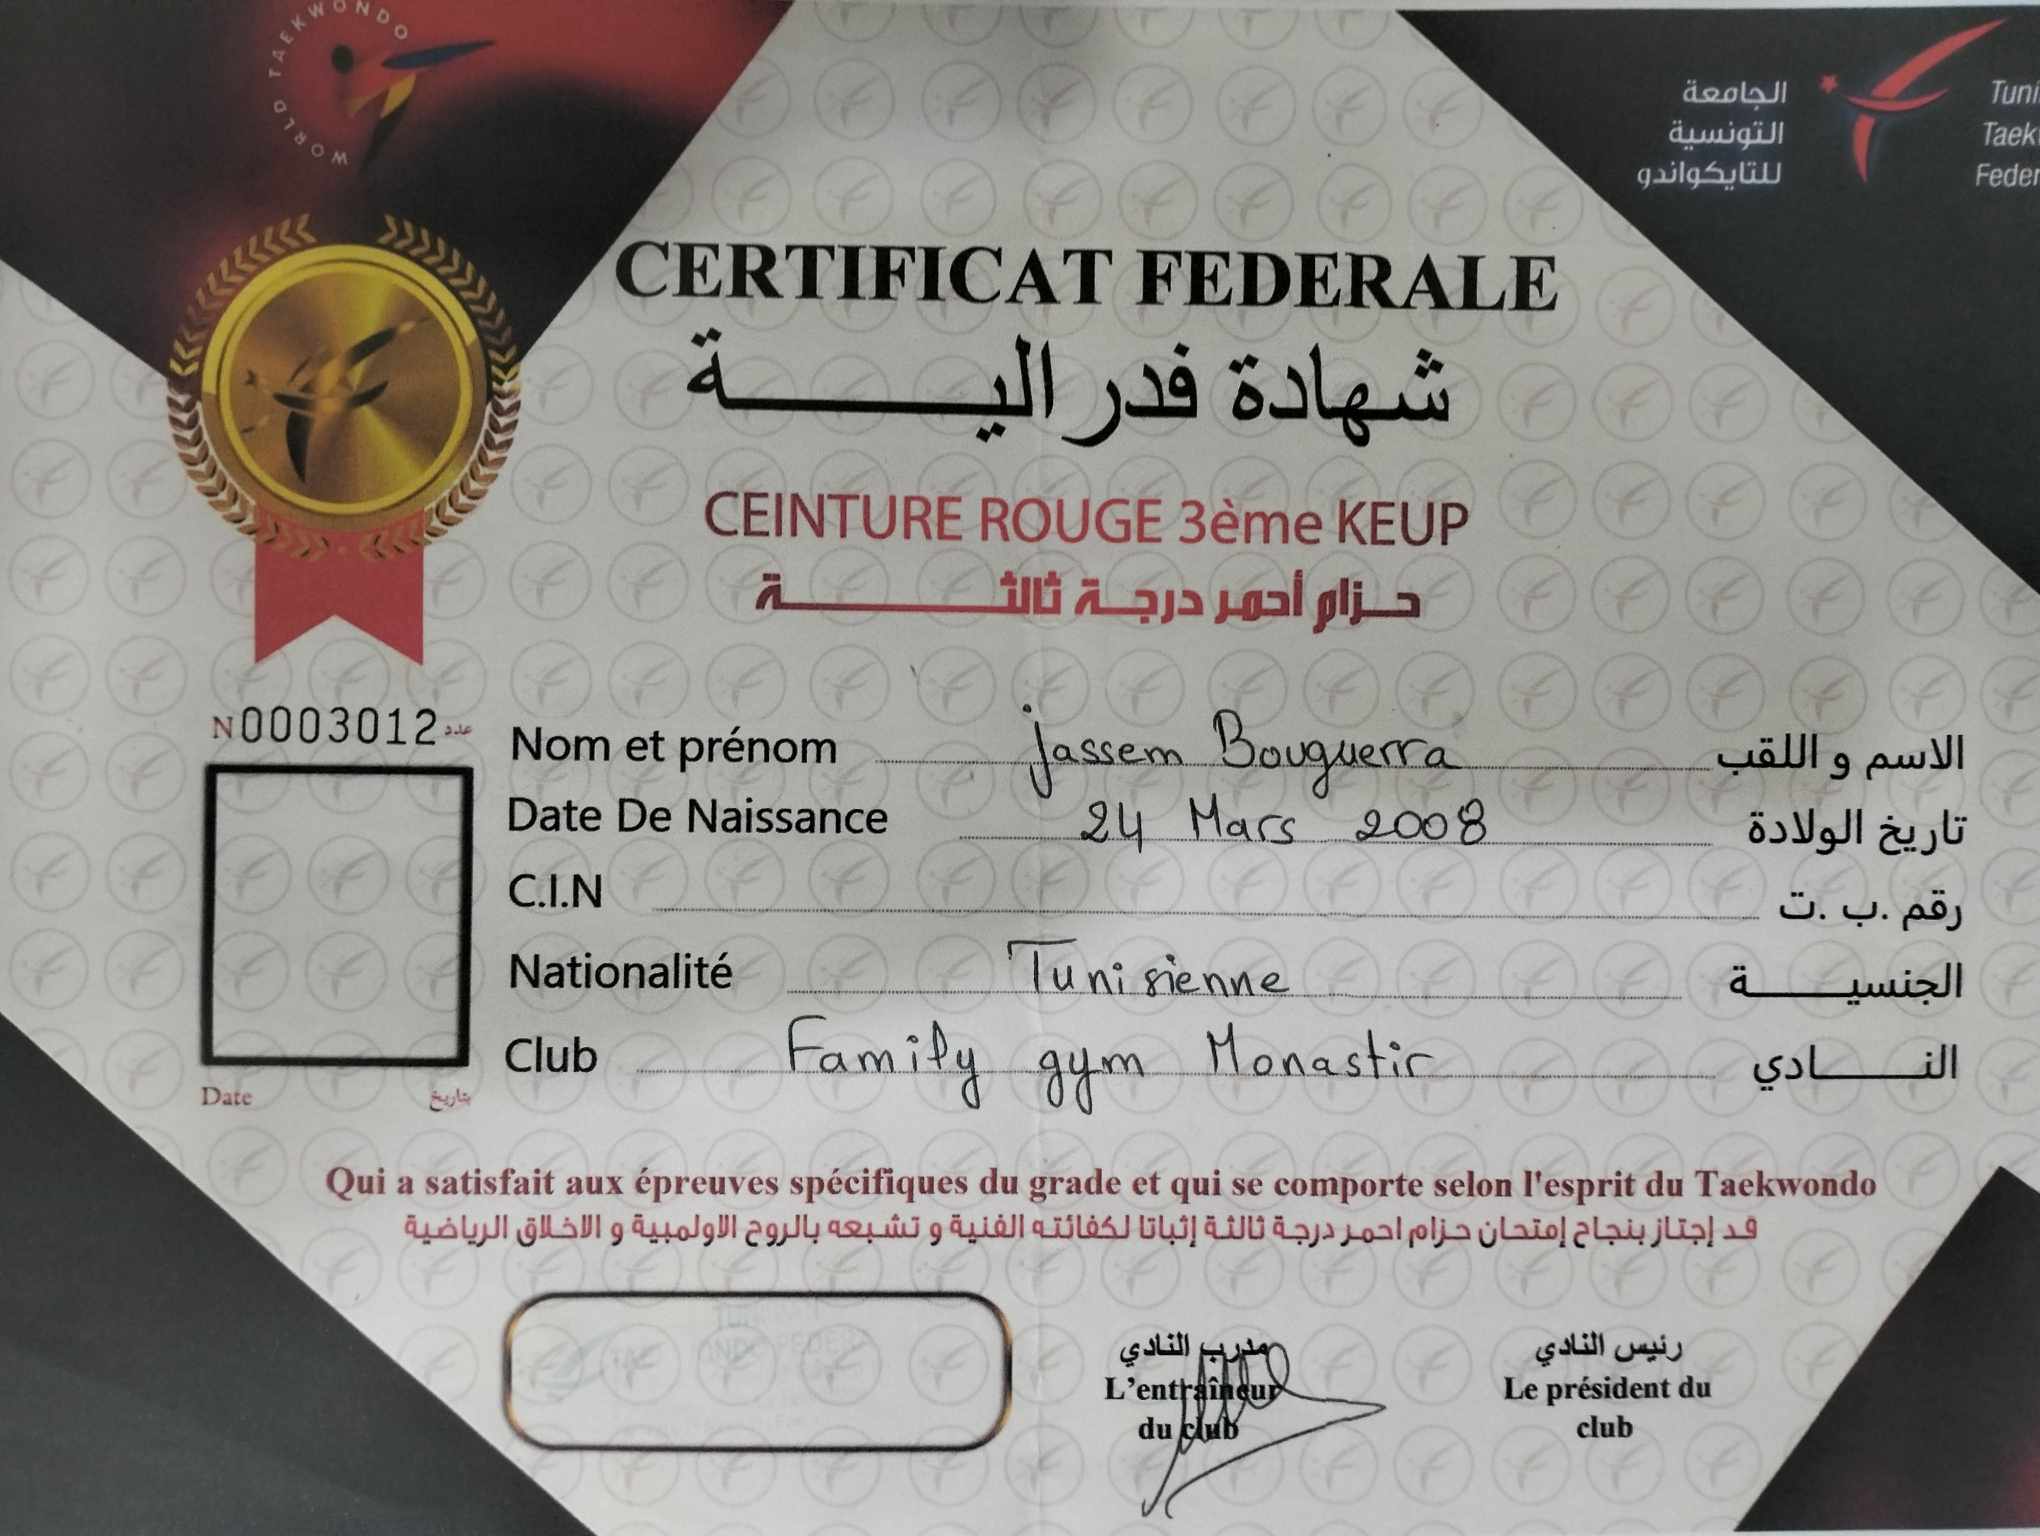 WORLD TAEKWONDO
الجامعة
التونسية
للتايكواندو
Tuni
Taek
Feder
CERTIFICAT FEDERALE
شهادة فدرالية
CEINTURE ROUGE 3ème KEUP
حزام أحمر درجة ثالثة
N0003012 عدد
Nom et prénom Jassem Bouguerra الاسم و اللقب
Date De Naissance 24 Mars 2008 تاريخ الولادة
C.I.N رقم .ب .ت
Nationalité Tunisienne الجنسية
Club Family gym Monastir النادي
Date بتاريخ
Qui a satisfait aux épreuves spécifiques du grade et qui se comporte selon l'esprit du Taekwondo
قد إجتاز بنجاح إمتحان حزام احمر درجة ثالثة إثباتا لكفائته الفنية و تشبعه بالروح الاولمبية و الاخلاق الرياضية
مدرب النادي
L'entraîneur
du club
رئيس النادي
Le président du
club